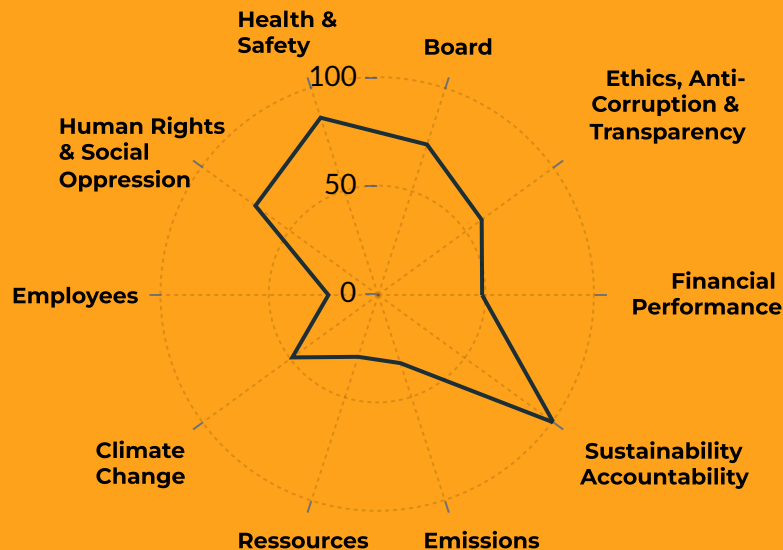 Health &
Safety
Board
100
Ethics, Anti-
Corruption &
Transparency
Human Rights
& Social
Oppression
50
Employees
0
Financial
Performance
Climate
Change
Sustainability
Accountability
Ressources
Emissions